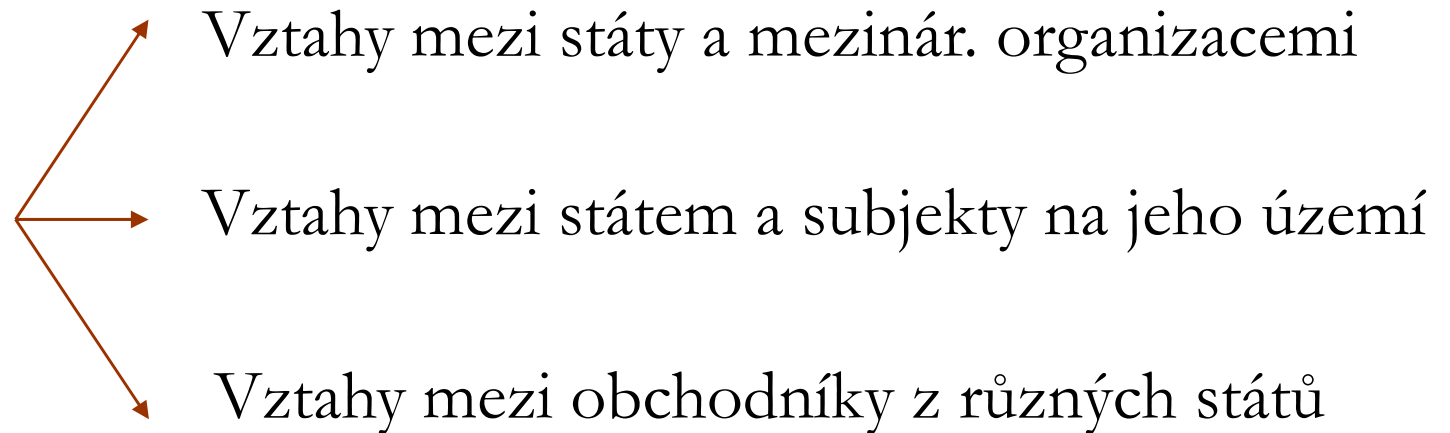 Vztahy mezi státy a mezinár. organizacemi
Vztahy mezi státem a subjekty na jeho území
Vztahy mezi obchodníky z různých států